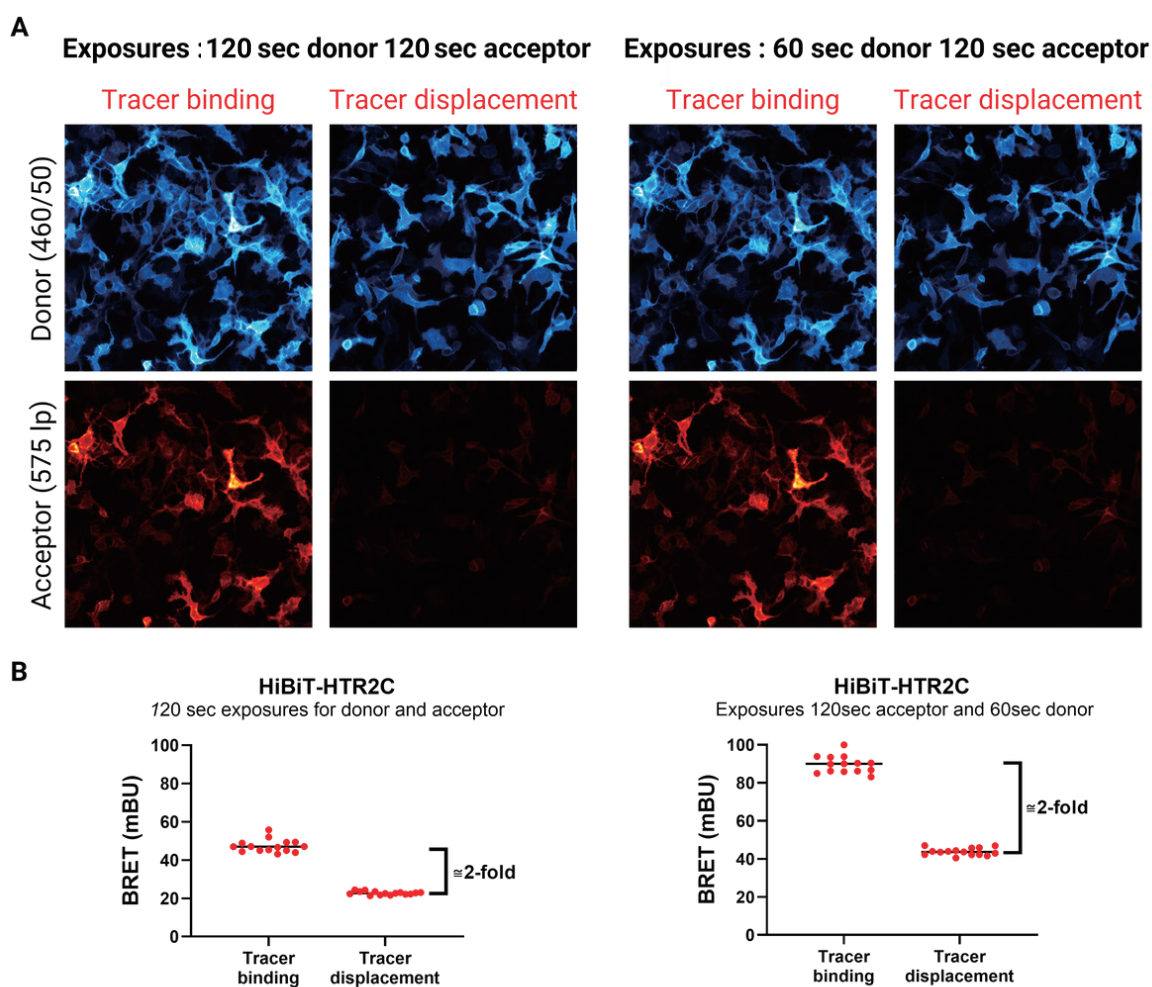 A
Exposures : 120 sec donor 120 sec acceptor
Exposures : 60 sec donor 120 sec acceptor
Tracer binding
Tracer displacement
Tracer binding
Tracer displacement
Donor (460/50)
Acceptor (575 lp)
B
HiBiT-HTR2C
120 sec exposures for donor and acceptor
BRET (mBU)
100
80
60
40
20
0
≅2-fold
Tracer
binding
Tracer
displacement
HiBiT-HTR2C
Exposures 120sec acceptor and 60sec donor
BRET (mBU)
100
80
60
40
20
0
≅2-fold
Tracer
binding
Tracer
displacement